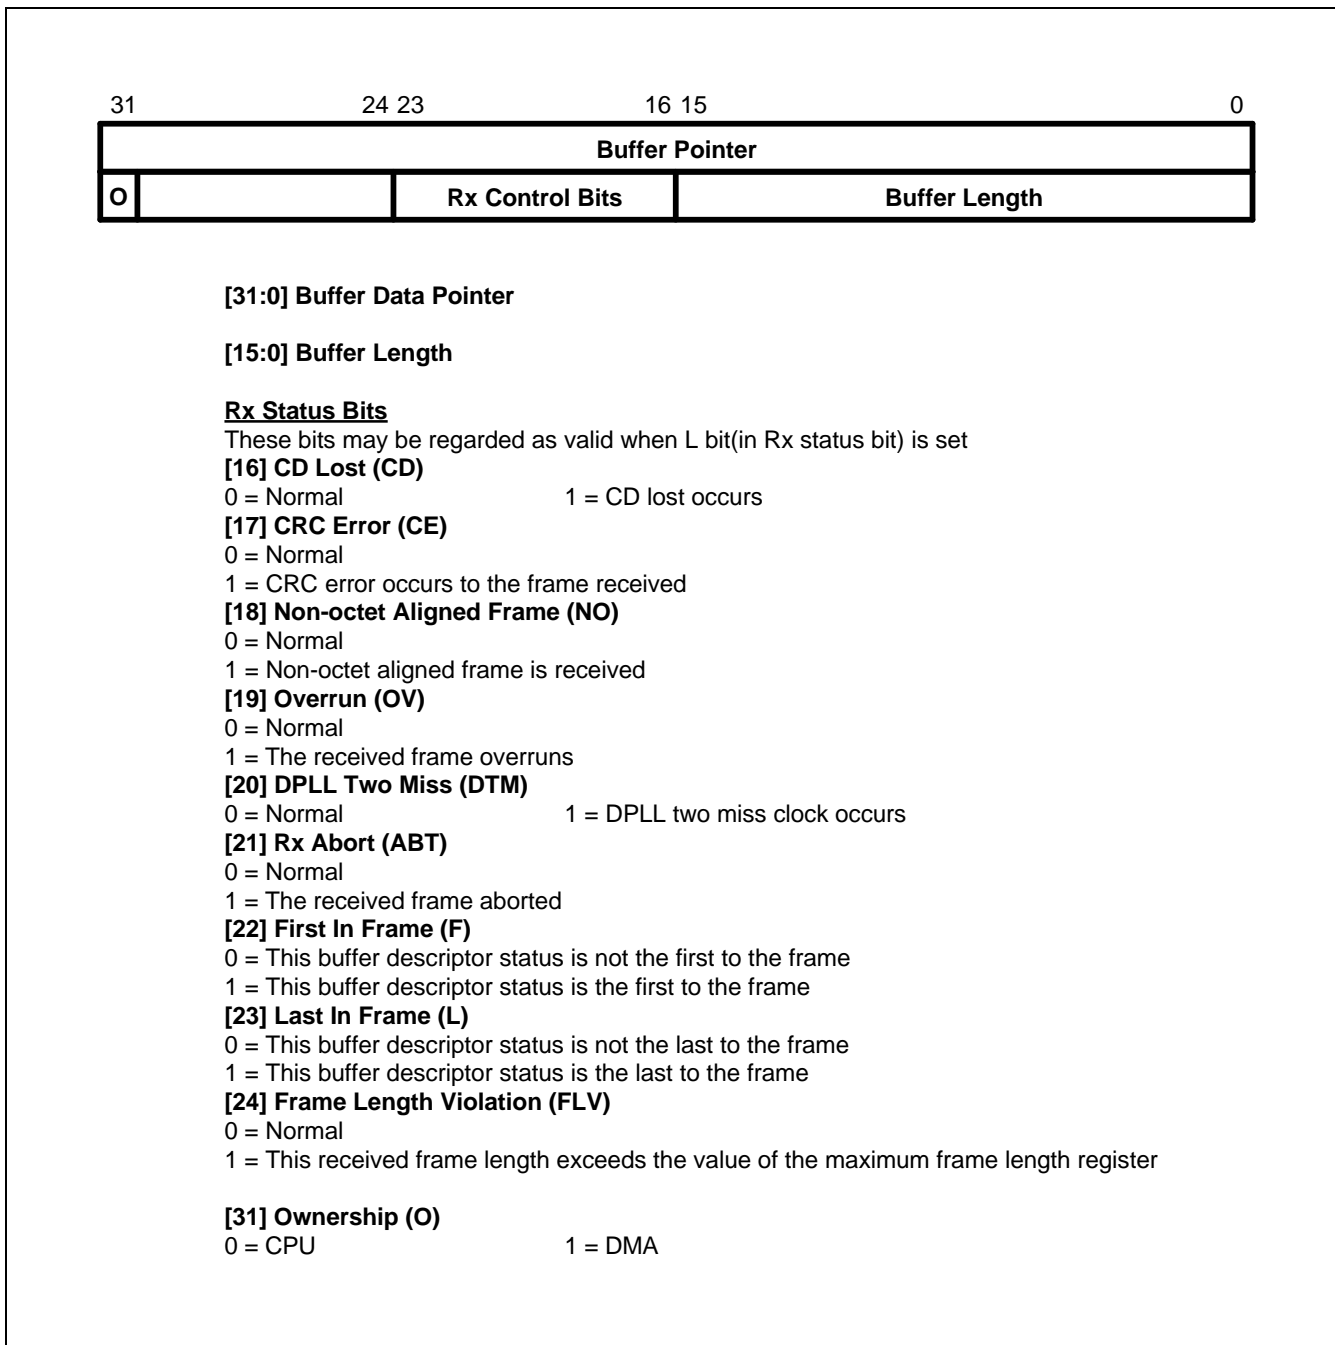 31 24 23 16 15 0
Buffer Pointer
O Rx Control Bits Buffer Length
[31:0] Buffer Data Pointer
[15:0] Buffer Length
Rx Status Bits
These bits may be regarded as valid when L bit(in Rx status bit) is set
[16] CD Lost (CD)
0 = Normal 1 = CD lost occurs
[17] CRC Error (CE)
0 = Normal
1 = CRC error occurs to the frame received
[18] Non-octet Aligned Frame (NO)
0 = Normal
1 = Non-octet aligned frame is received
[19] Overrun (OV)
0 = Normal
1 = The received frame overruns
[20] DPLL Two Miss (DTM)
0 = Normal 1 = DPLL two miss clock occurs
[21] Rx Abort (ABT)
0 = Normal
1 = The received frame aborted
[22] First In Frame (F)
0 = This buffer descriptor status is not the first to the frame
1 = This buffer descriptor status is the first to the frame
[23] Last In Frame (L)
0 = This buffer descriptor status is not the last to the frame
1 = This buffer descriptor status is the last to the frame
[24] Frame Length Violation (FLV)
0 = Normal
1 = This received frame length exceeds the value of the maximum frame length register
[31] Ownership (O)
0 = CPU 1 = DMA